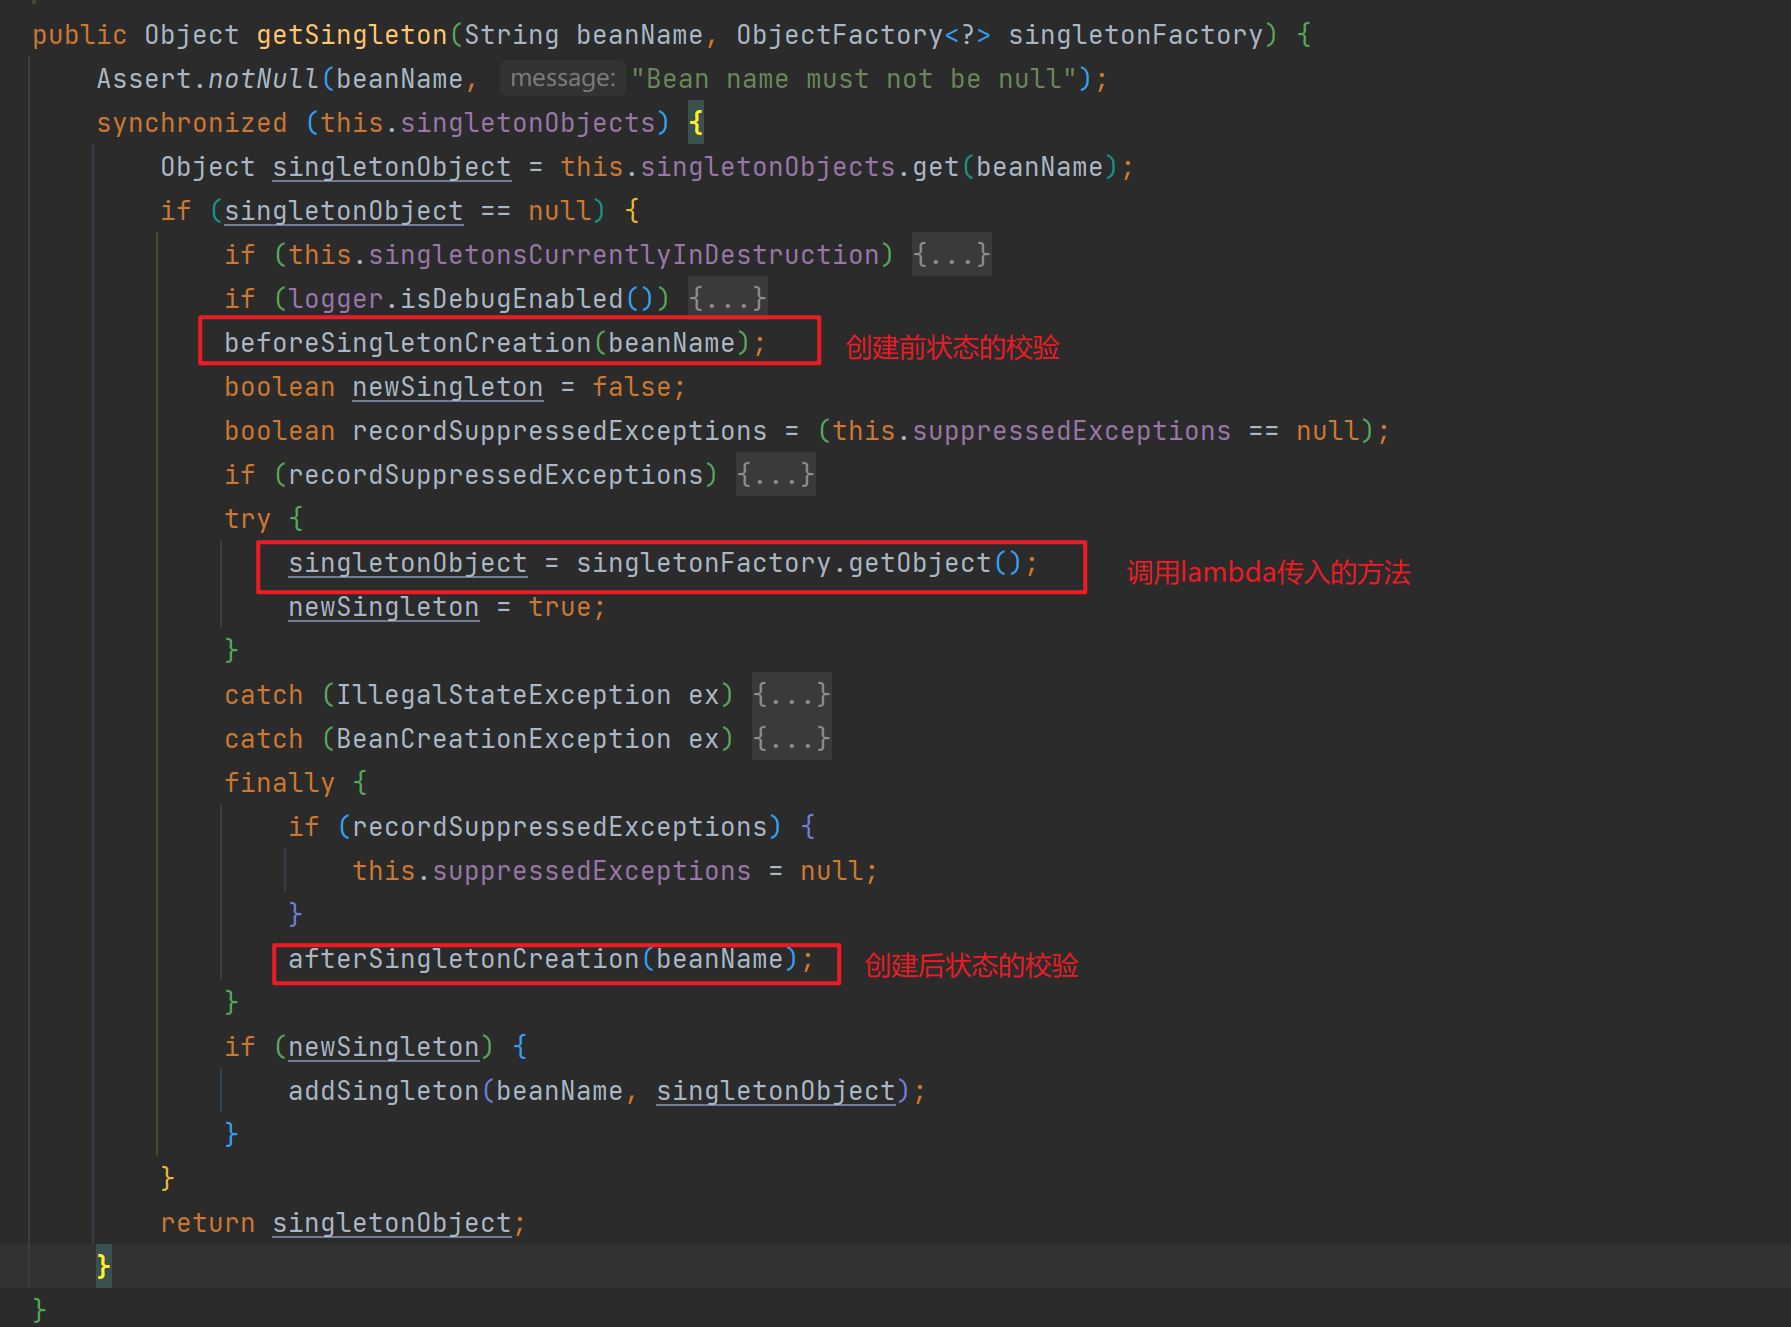 public Object getSingleton(String beanName, ObjectFactory<?> singletonFactory) {
Assert.notNull(beanName, message: "Bean name must not be null");
synchronized (this.singletonObjects) {
Object singletonObject = this.singletonObjects.get(beanName);
if (singletonObject == null) {
if (this.singletonsCurrentlyInDestruction) {...}
if (logger.isDebugEnabled()) {...}
beforeSingletonCreation(beanName); 创建前状态的校验
boolean newSingleton = false;
boolean recordSuppressedExceptions = (this.suppressedExceptions == null);
if (recordSuppressedExceptions) {...}
try {
singletonObject = singletonFactory.getObject(); 调用lambda传入的方法
newSingleton = true;
}
catch (IllegalStateException ex) {...}
catch (BeanCreationException ex) {...}
finally {
if (recordSuppressedExceptions) {
this.suppressedExceptions = null;
}
afterSingletonCreation(beanName); 创建后状态的校验
}
if (newSingleton) {
addSingleton(beanName, singletonObject);
}
}
return singletonObject;
}
}